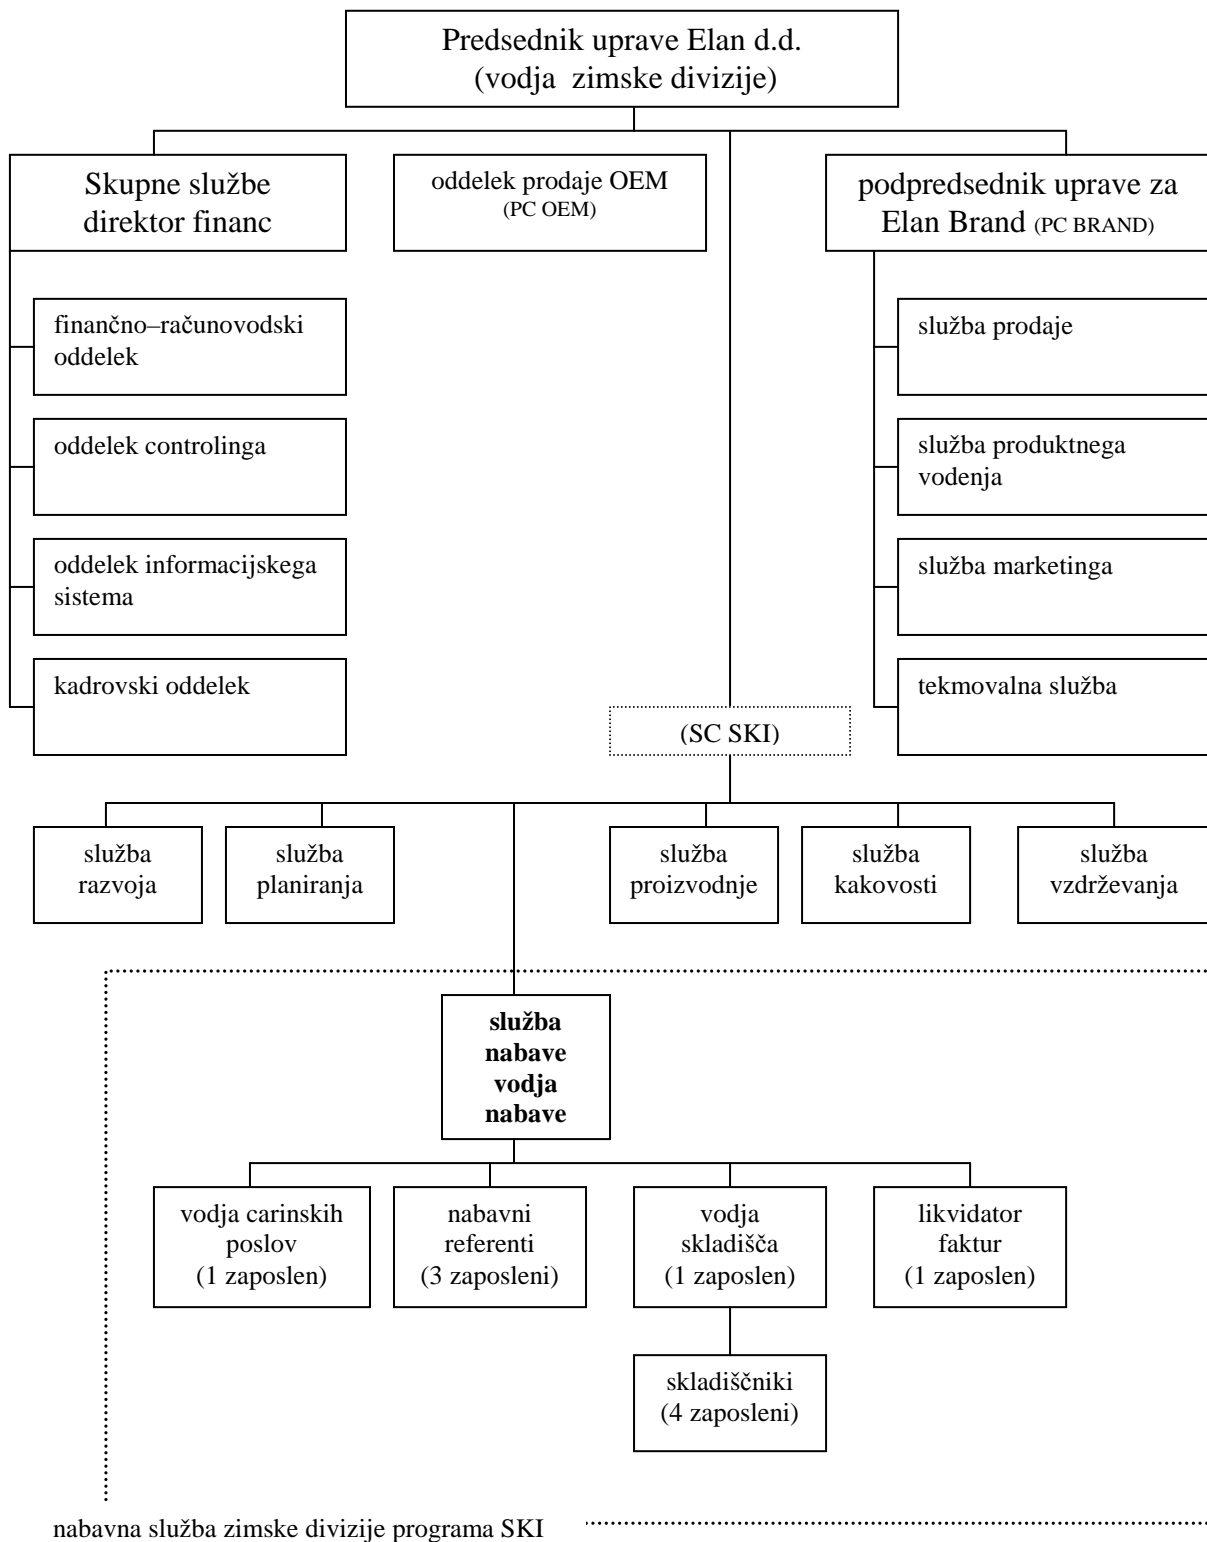 Predsednik uprave Elan d.d.
(vodja zimske divizije)
Skupne službe
direktor financ
oddelek prodaje OEM
(PC OEM)
podpredsednik uprave za
Elan Brand (PC BRAND)
finančno–računovodski
oddelek
oddelek controlinga
oddelek informacijskega
sistema
kadrovski oddelek
služba prodaje
služba produktnega
vodenja
služba marketinga
tekmovalna služba
(SC SKI)
služba
razvoja
služba
planiranja
služba
proizvodnje
služba
kakovosti
služba
vzdrževanja
služba
nabave
vodja
nabave
vodja carinskih
poslov
(1 zaposlen)
nabavni
referenti
(3 zaposleni)
vodja
skladišča
(1 zaposlen)
likvidator
faktur
(1 zaposlen)
skladiščniki
(4 zaposleni)
nabavna služba zimske divizije programa SKI